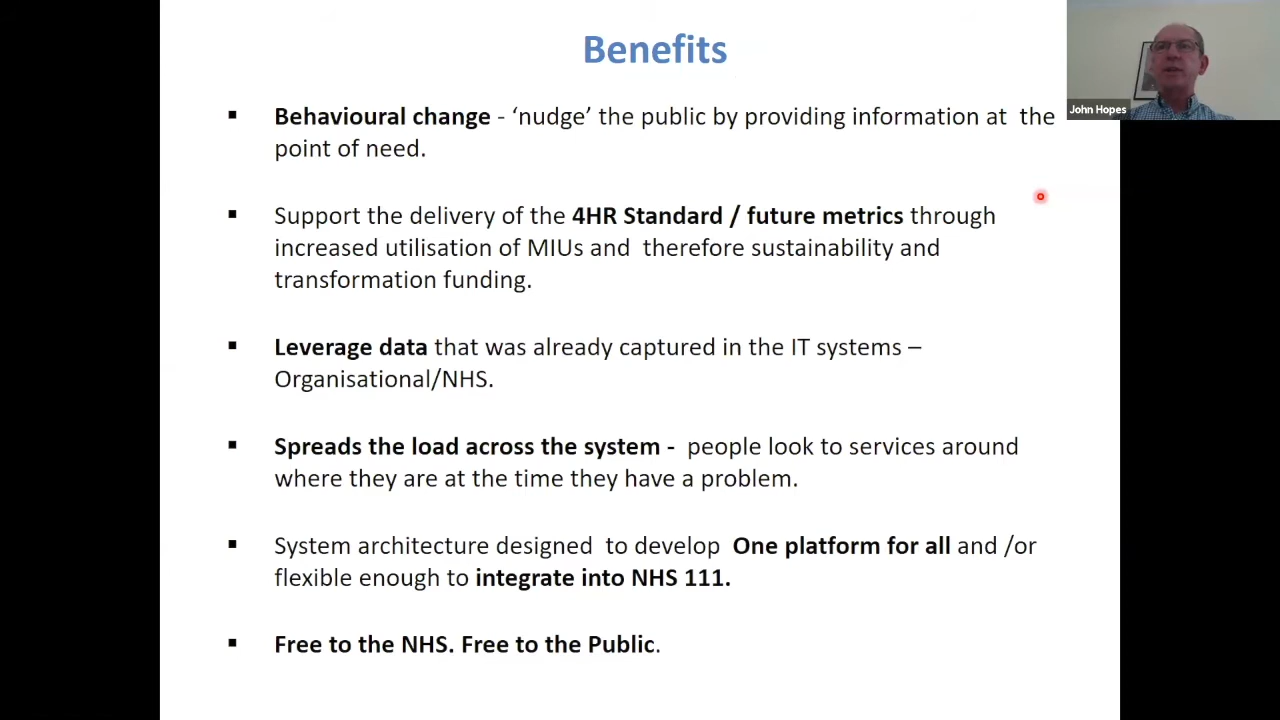 Benefits
John Hopes
▪ Behavioural change - ‘nudge’ the public by providing information at the
point of need.
▪ Support the delivery of the 4HR Standard / future metrics through
increased utilisation of MIUs and therefore sustainability and
transformation funding.
▪ Leverage data that was already captured in the IT systems –
Organisational/NHS.
▪ Spreads the load across the system - people look to services around
where they are at the time they have a problem.
▪ System architecture designed to develop One platform for all and /or
flexible enough to integrate into NHS 111.
▪ Free to the NHS. Free to the Public.